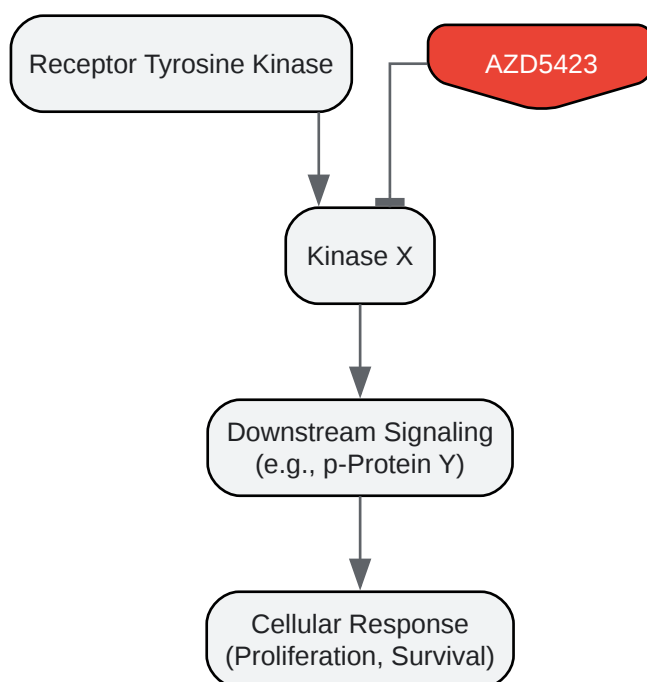 Receptor Tyrosine Kinase
AZD5423
Kinase X
Downstream Signaling
(e.g., p-Protein Y)
Cellular Response
(Proliferation, Survival)